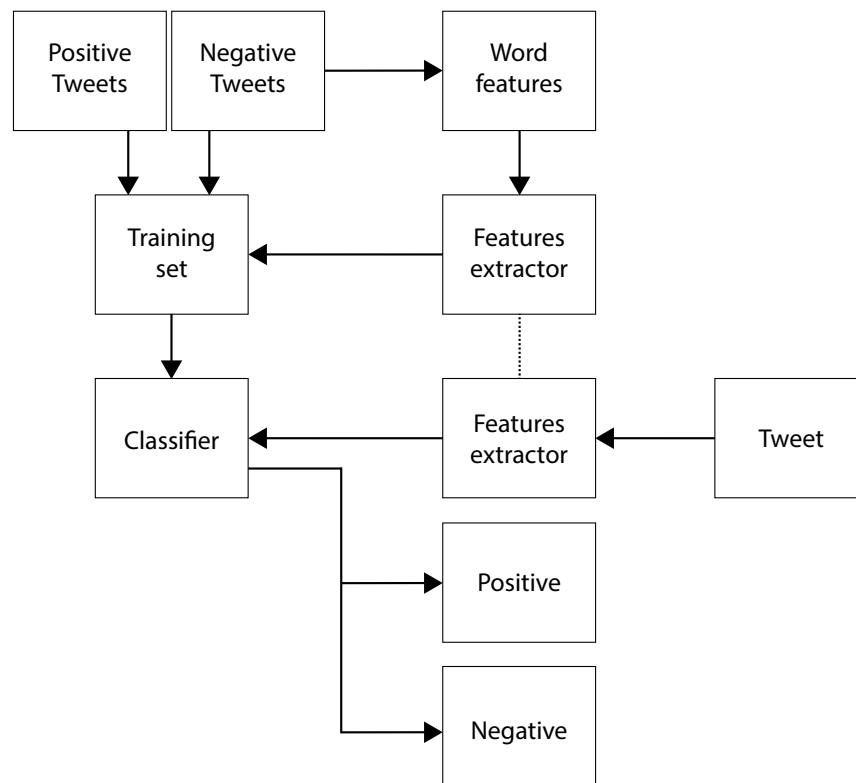 Positive
Tweets
Negative
Tweets
Word
features
Training
set
Features
extractor
Classifier
Features
extractor
Tweet
Positive
Negative